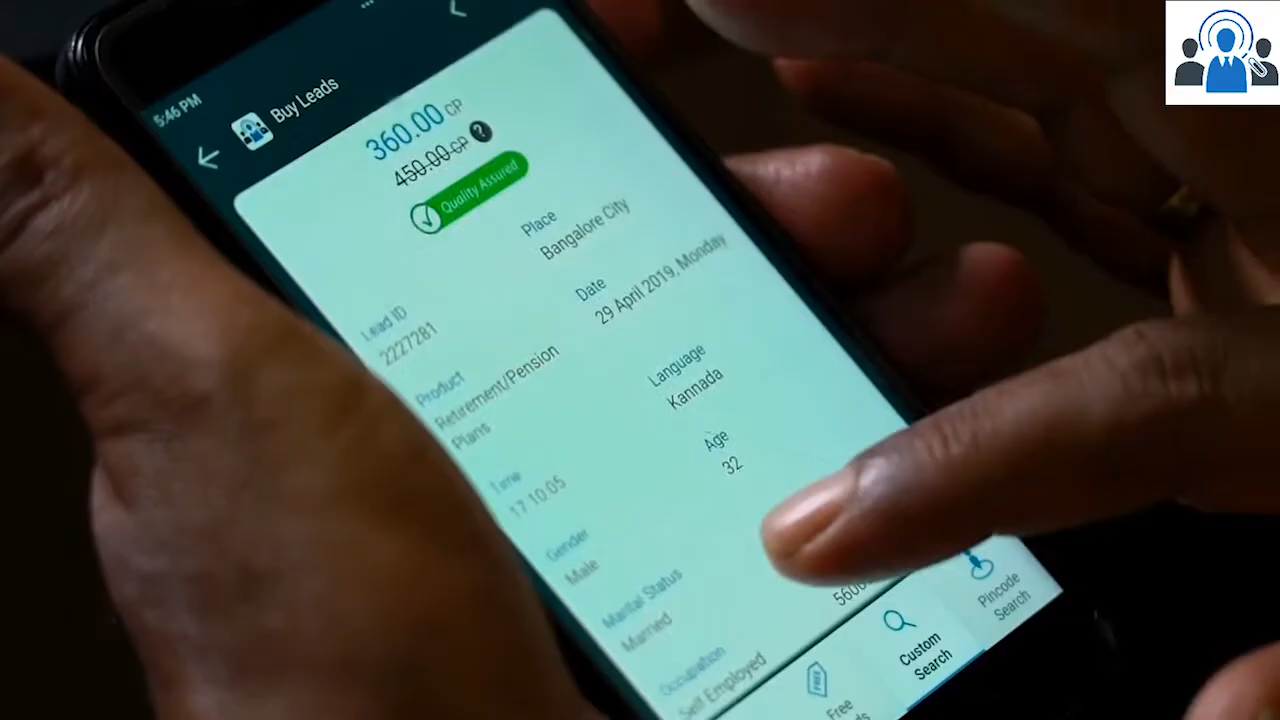 5:46 PM
Buy Leads
360.00 CP
450.00 CP ?
Quality Assured
Place
Bangalore City
Lead ID
2227281
Date
29 April 2019, Monday
Product
Retirement/Pension
Plans
Language
Kannada
Time
17 10:05
Age
32
Gender
Male
Marital Status
Married
Occupation
Self Employed
FREE
Free
Custom
Search
Pincode
Search